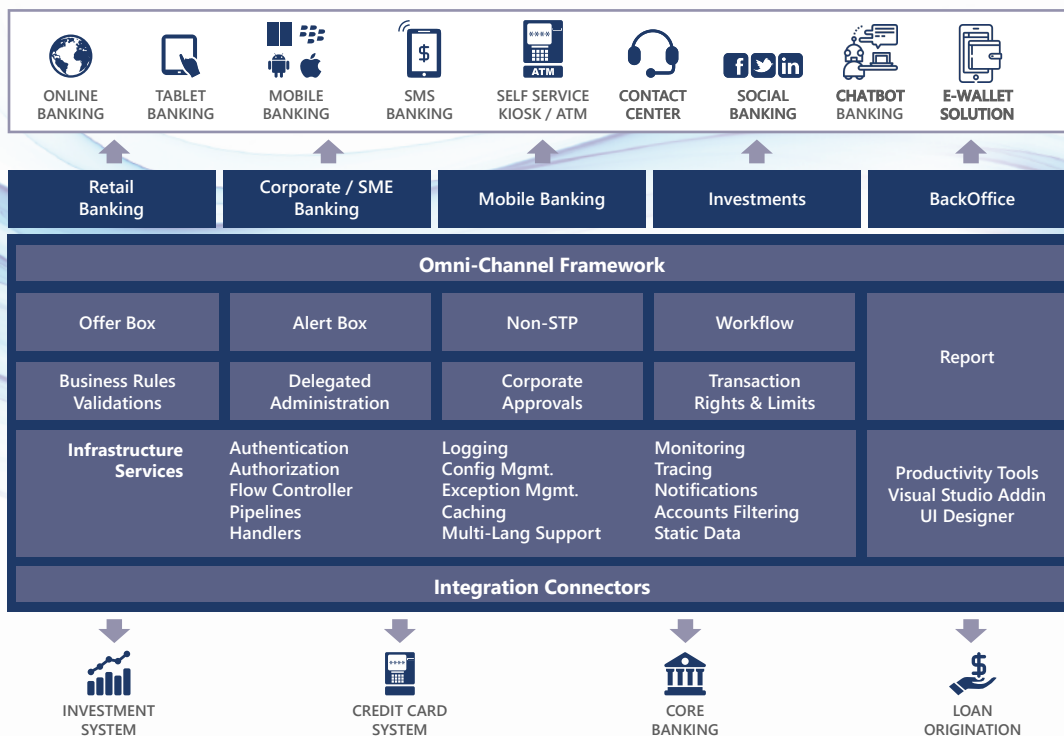 ONLINE
BANKING
TABLET
BANKING
MOBILE
BANKING
$
SMS
BANKING
****
ATM
SELF SERVICE
KIOSK / ATM
CONTACT
CENTER
f
in
SOCIAL
BANKING
CHATBOT
BANKING
E-WALLET
SOLUTION
Retail
Banking
Corporate / SME
Banking
Mobile Banking
Investments
BackOffice
Omni-Channel Framework
Offer Box
Alert Box
Non-STP
Workflow
Report
Business Rules
Validations
Delegated
Administration
Corporate
Approvals
Transaction
Rights & Limits
Infrastructure
Services
Authentication
Authorization
Flow Controller
Pipelines
Handlers
Logging
Config Mgmt.
Exception Mgmt.
Caching
Multi-Lang Support
Monitoring
Tracing
Notifications
Accounts Filtering
Static Data
Productivity Tools
Visual Studio Addin
UI Designer
Integration Connectors
INVESTMENT
SYSTEM
****
CREDIT CARD
SYSTEM
CORE
BANKING
$
LOAN
ORIGINATION